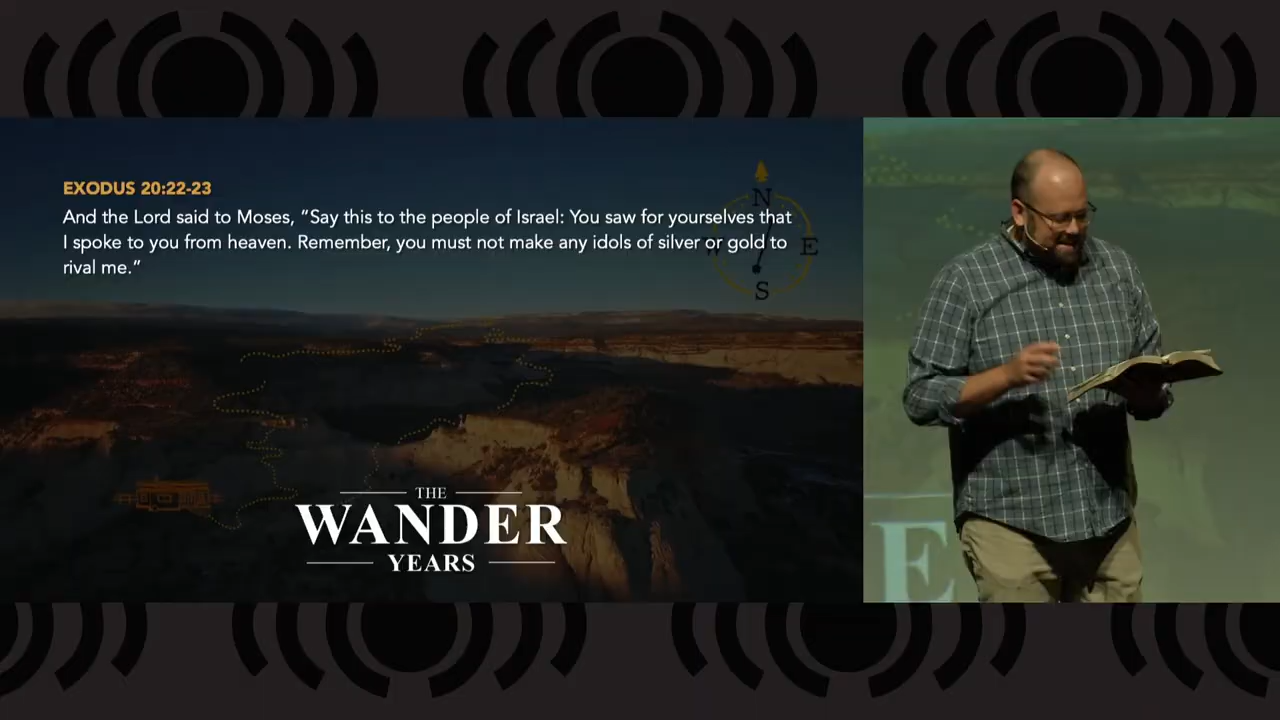 EXODUS 20:22-23
And the Lord said to Moses, “Say this to the people of Israel: You saw for yourselves that
I spoke to you from heaven. Remember, you must not make any idols of silver or gold to
rival me.”
N
W E
S
THE
WANDER
YEARS
E